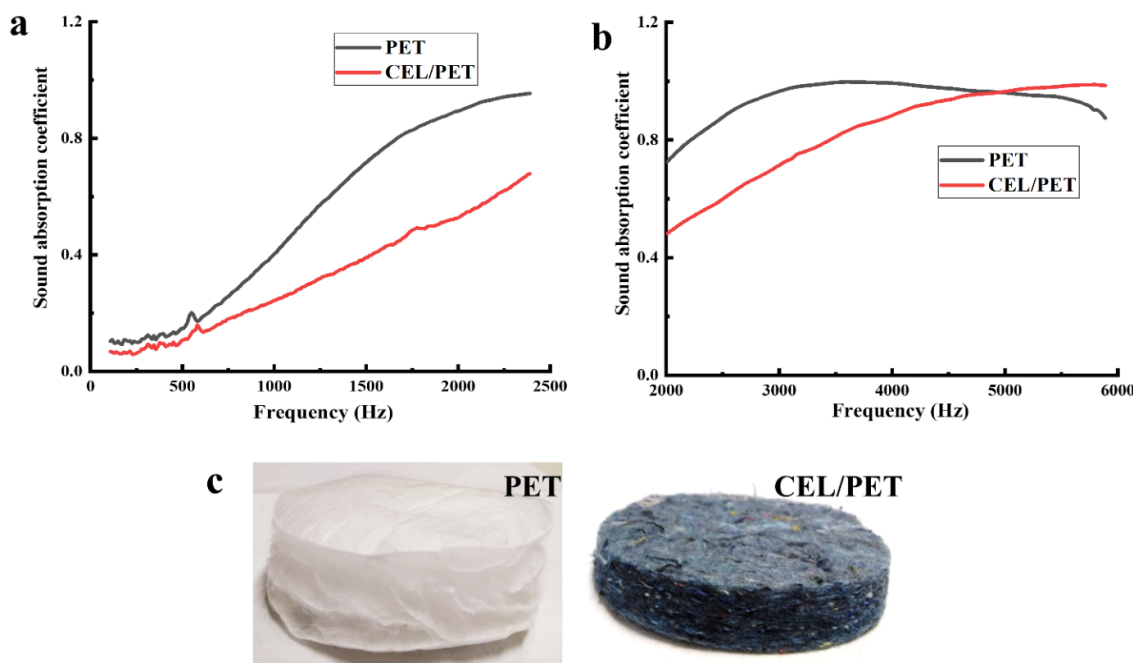 a
1.2
0.8
0.4
0.0
Sound absorption coefficient
PET
CEL/PET
0
500
1000
1500
2000
2500
Frequency (Hz)
b
1.2
0.8
0.4
0.0
Sound absorption coefficient
PET
CEL/PET
2000
3000
4000
5000
6000
Frequency (Hz)
c
PET
CEL/PET